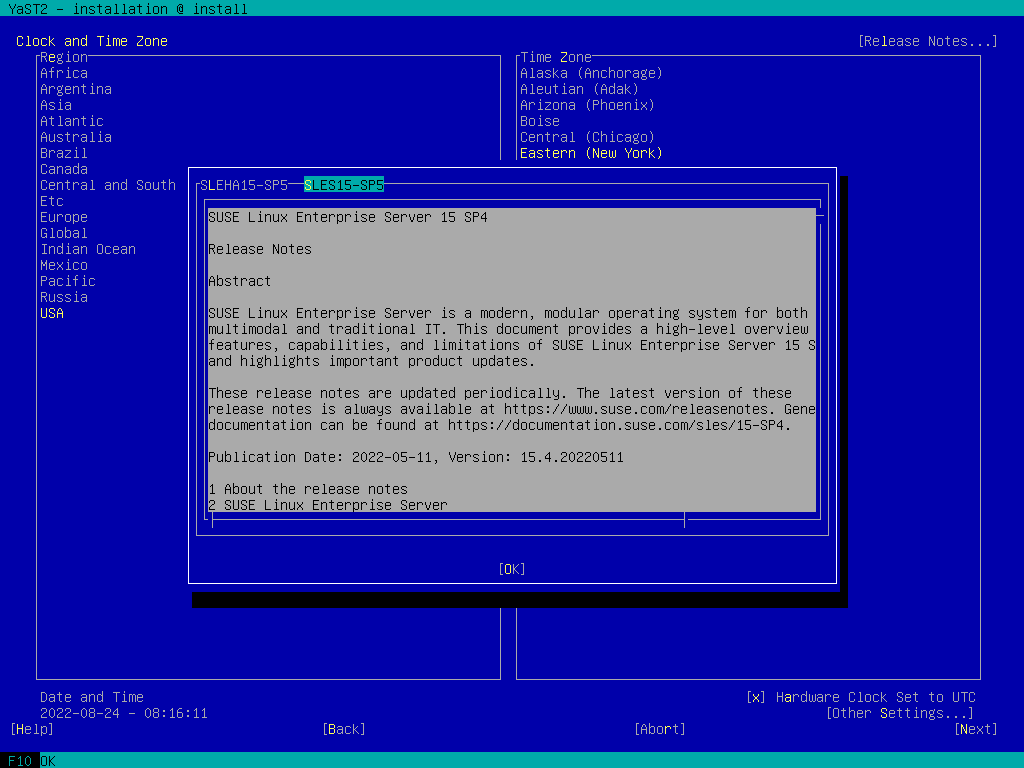 YaST2 - installation @ install
Clock and Time Zone [Release Notes...]
Region
Africa
Argentina
Asia
Atlantic
Australia
Brazil
Canada
Central and South
Etc
Europe
Global
Indian Ocean
Mexico
Pacific
Russia
USA
Time Zone
Alaska (Anchorage)
Aleutian (Adak)
Arizona (Phoenix)
Boise
Central (Chicago)
Eastern (New York)
SLEHA15-SP5 SLES15-SP5
SUSE Linux Enterprise Server 15 SP4
Release Notes
Abstract
SUSE Linux Enterprise Server is a modern, modular operating system for both
multimodal and traditional IT. This document provides a high-level overview
features, capabilities, and limitations of SUSE Linux Enterprise Server 15 S
and highlights important product updates.
These release notes are updated periodically. The latest version of these
release notes is always available at https://www.suse.com/releasenotes. Gene
documentation can be found at https://documentation.suse.com/sles/15-SP4.
Publication Date: 2022-05-11, Version: 15.4.20220511
1 About the release notes
2 SUSE Linux Enterprise Server
[OK]
Date and Time
2022-08-24 - 08:16:11
[x] Hardware Clock Set to UTC
[Other Settings...]
[Help] [Back] [Abort] [Next]
F10 OK